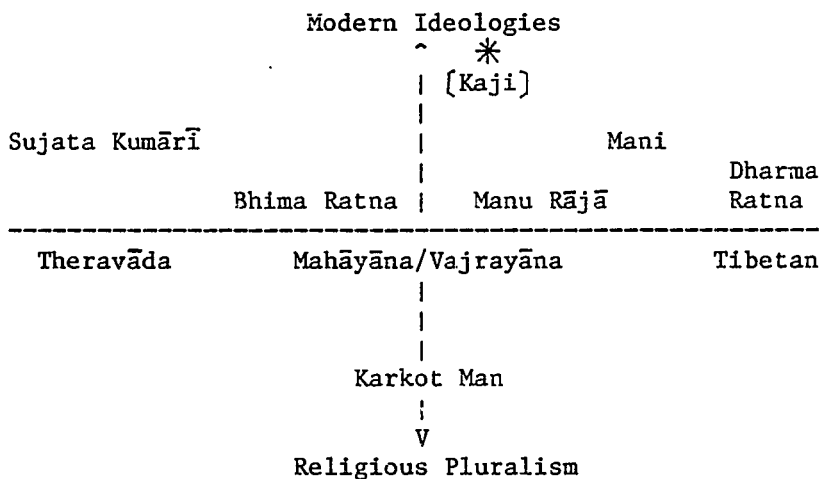 Modern Ideologies
[Kaji]
Sujata Kumārī Mani
Dharma
Bhima Ratna Manu Rājā Ratna
Theravāda Mahāyāna/Vajrayāna Tibetan
Karkot Man
V
Religious Pluralism